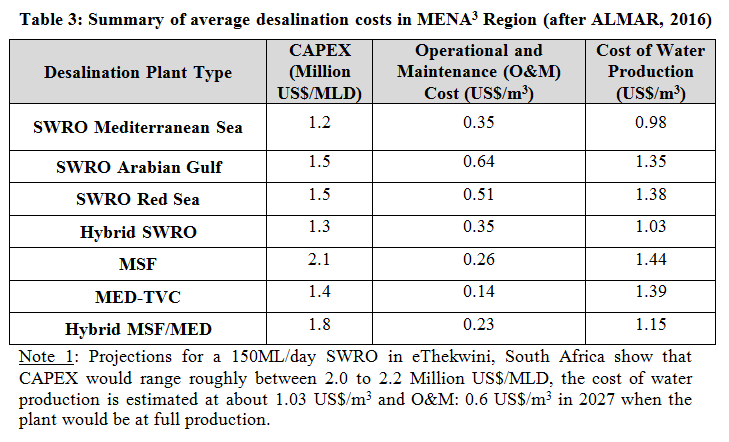 Table 3: Summary of average desalination costs in MENA³ Region (after ALMAR, 2016)
Desalination Plant Type
CAPEX
(Million
US$/MLD)
Operational and
Maintenance (O&M)
Cost (US$/m³)
Cost of Water
Production
(US$/m³)
SWRO Mediterranean Sea 1.2 0.35 0.98
SWRO Arabian Gulf 1.5 0.64 1.35
SWRO Red Sea 1.5 0.51 1.38
Hybrid SWRO 1.3 0.35 1.03
MSF 2.1 0.26 1.44
MED-TVC 1.4 0.14 1.39
Hybrid MSF/MED 1.8 0.23 1.15
Note 1: Projections for a 150ML/day SWRO in eThekwini, South Africa show that
CAPEX would range roughly between 2.0 to 2.2 Million US$/MLD, the cost of water
production is estimated at about 1.03 US$/m³ and O&M: 0.6 US$/m³ in 2027 when the
plant would be at full production.